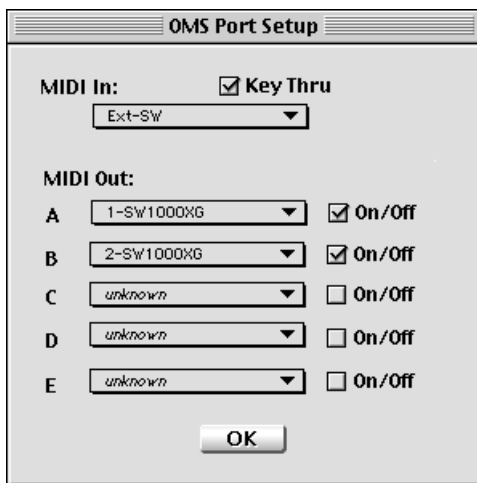 OMS Port Setup
MIDI In: Key Thru
Ext-SW
MIDI Out:
A 1-SW1000XG On/Off
B 2-SW1000XG On/Off
C unknown On/Off
D unknown On/Off
E unknown On/Off
OK